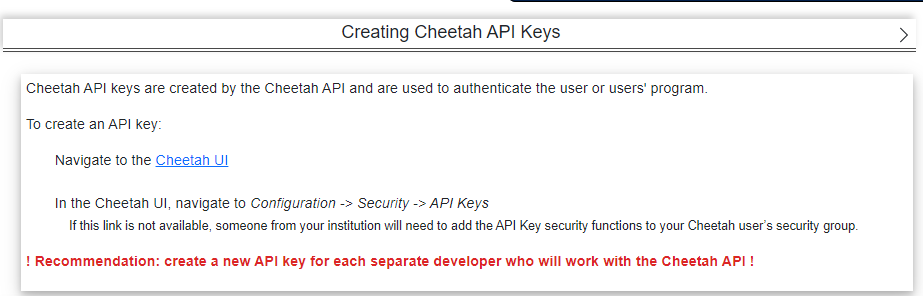 Creating Cheetah API Keys
Cheetah API keys are created by the Cheetah API and are used to authenticate the user or users' program.
To create an API key:
Navigate to the Cheetah UI
In the Cheetah UI, navigate to Configuration -> Security -> API Keys
If this link is not available, someone from your institution will need to add the API Key security functions to your Cheetah user’s security group.
! Recommendation: create a new API key for each separate developer who will work with the Cheetah API !